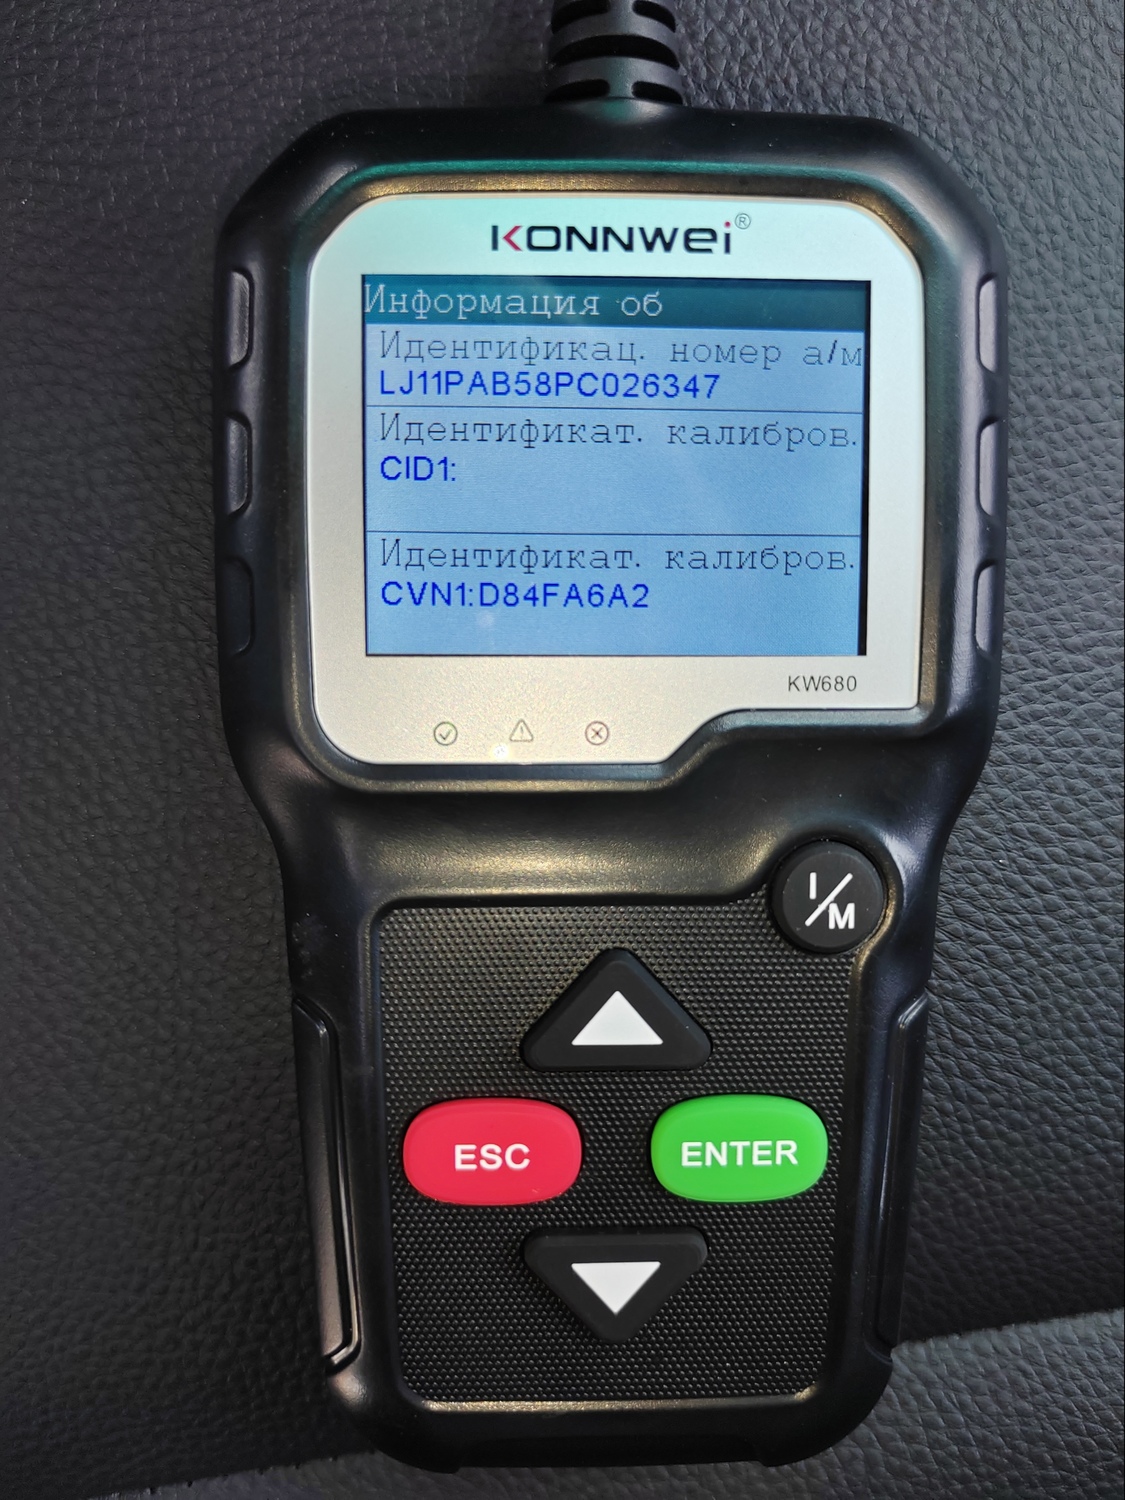 KONNWEI®
Информация об
Идентификац. номер а/м
LJ11PAB58PC026347
Идентификат. калибров.
CID1:
Идентификат. калибров.
CVN1:D84FA6A2
KW680
I/M
ESC
ENTER